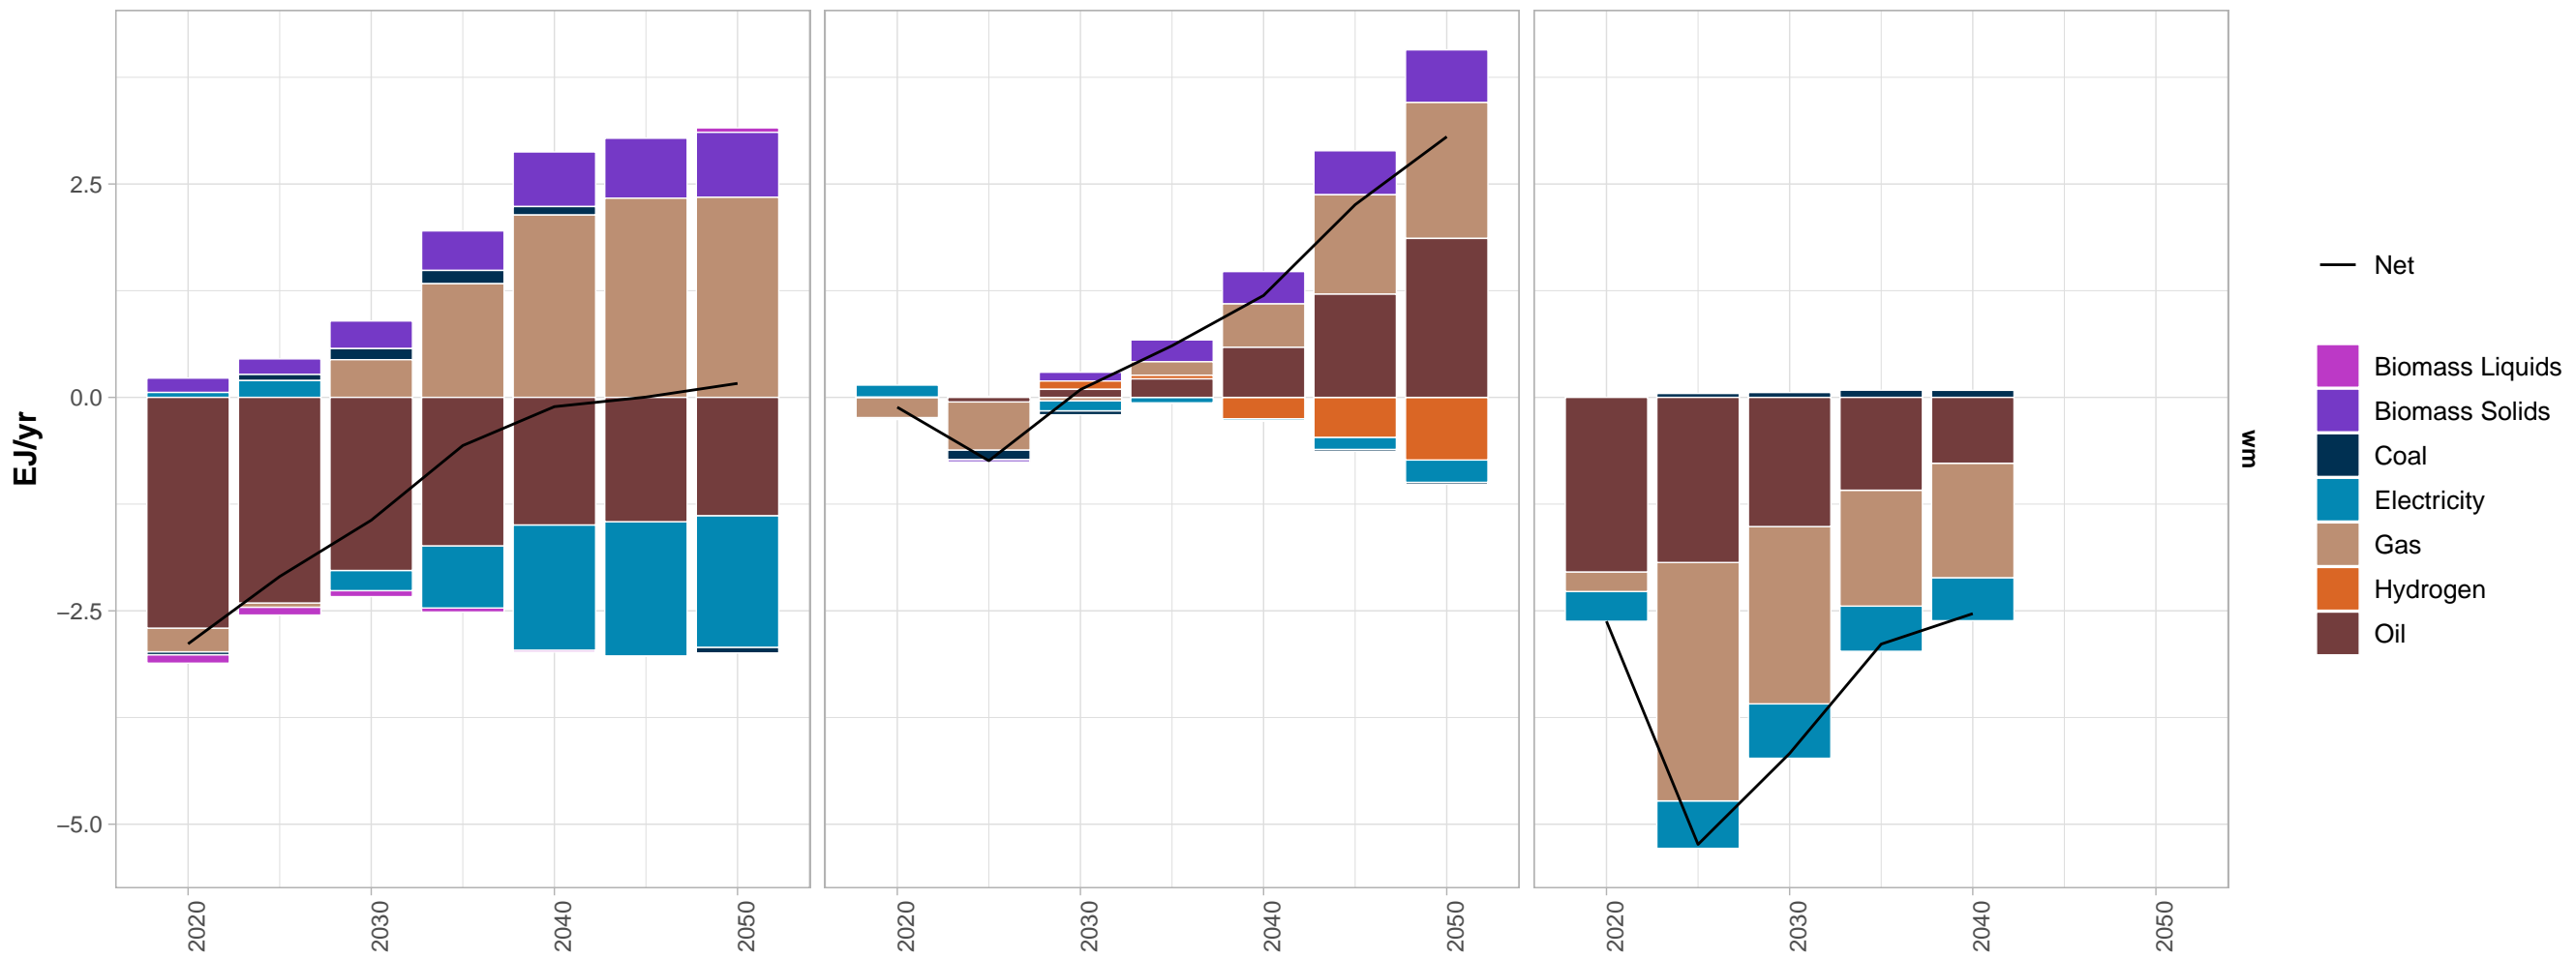 EJ/yr
2.5
0.0
−2.5
−5.0
2020
2030
2040
2050
2020
2030
2040
2050
2020
2030
2040
2050
wm
Net
Biomass Liquids
Biomass Solids
Coal
Electricity
Gas
Hydrogen
Oil